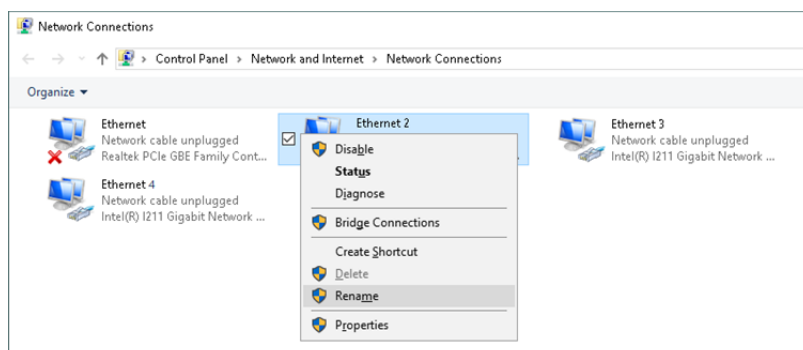 Network Connections
Control Panel > Network and Internet > Network Connections
Organize
Ethernet
Network cable unplugged
Realtek PCIe GBE Family Cont...
Ethernet 2
Ethernet 3
Network cable unplugged
Intel(R) I211 Gigabit Network ...
Ethernet 4
Network cable unplugged
Intel(R) I211 Gigabit Network ...
Disable
Status
Diagnose
Bridge Connections
Create Shortcut
Delete
Rename
Properties